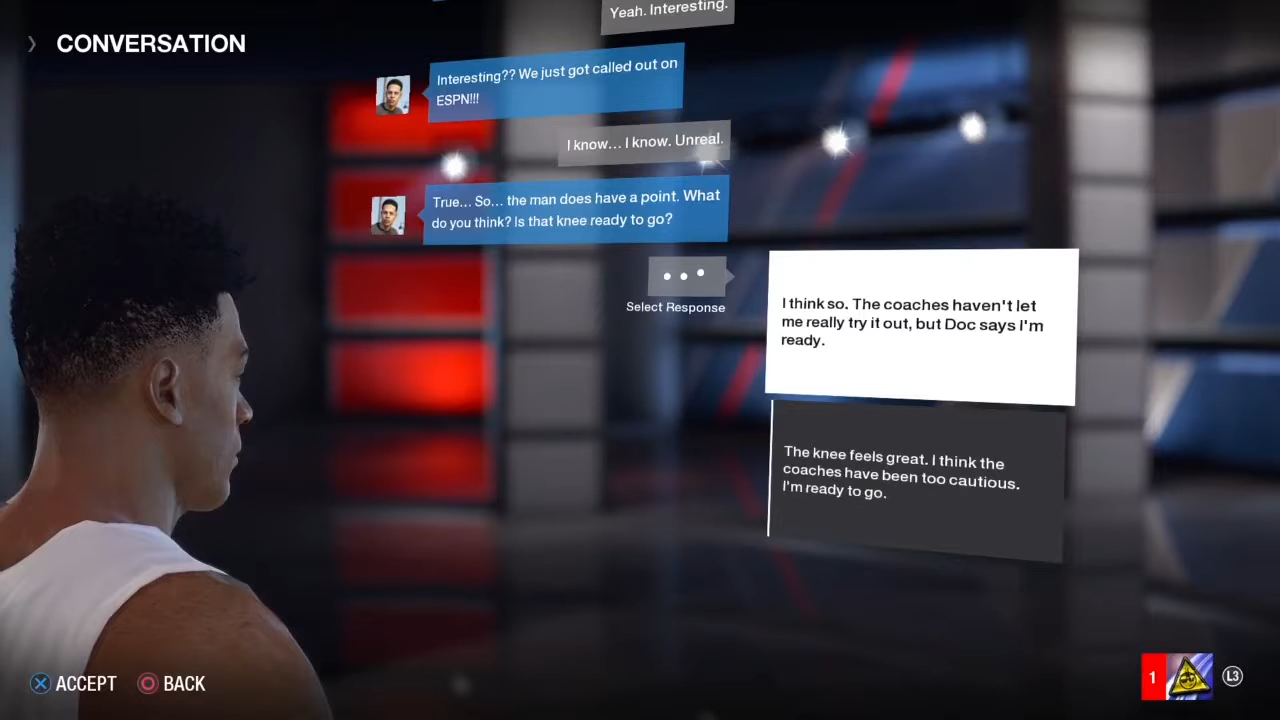 CONVERSATION
Yeah. Interesting.
Interesting?? We just got called out on
ESPN!!!
I know... I know. Unreal.
True... So... the man does have a point. What
do you think? Is that knee ready to go?
Select Response
I think so. The coaches haven't let
me really try it out, but Doc says I'm
ready.
The knee feels great. I think the
coaches have been too cautious.
I'm ready to go.
ACCEPT BACK
1
L3